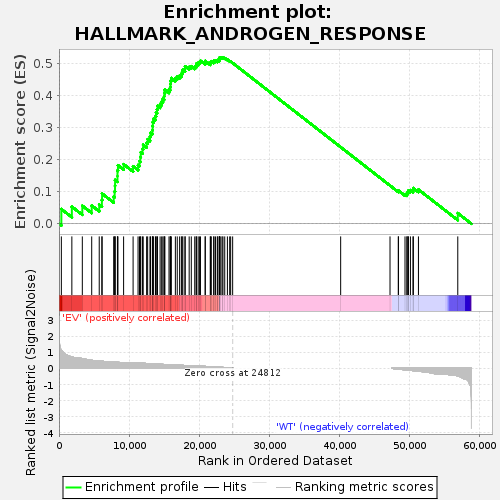 Enrichment plot:
HALLMARK_ANDROGEN_RESPONSE
Enrichment score (ES)
0.5
0.4
0.3
0.2
0.1
0.0
'EV' (positively correlated)
Ranked list metric (Signal2Noise)
3
2
1
0
-1
-2
-3
-4
Zero cross at 24812
'WT' (negatively correlated)
0 10,000 20,000 30,000 40,000 50,000 60,000
Rank in Ordered Dataset
Enrichment profile Hits Ranking metric scores